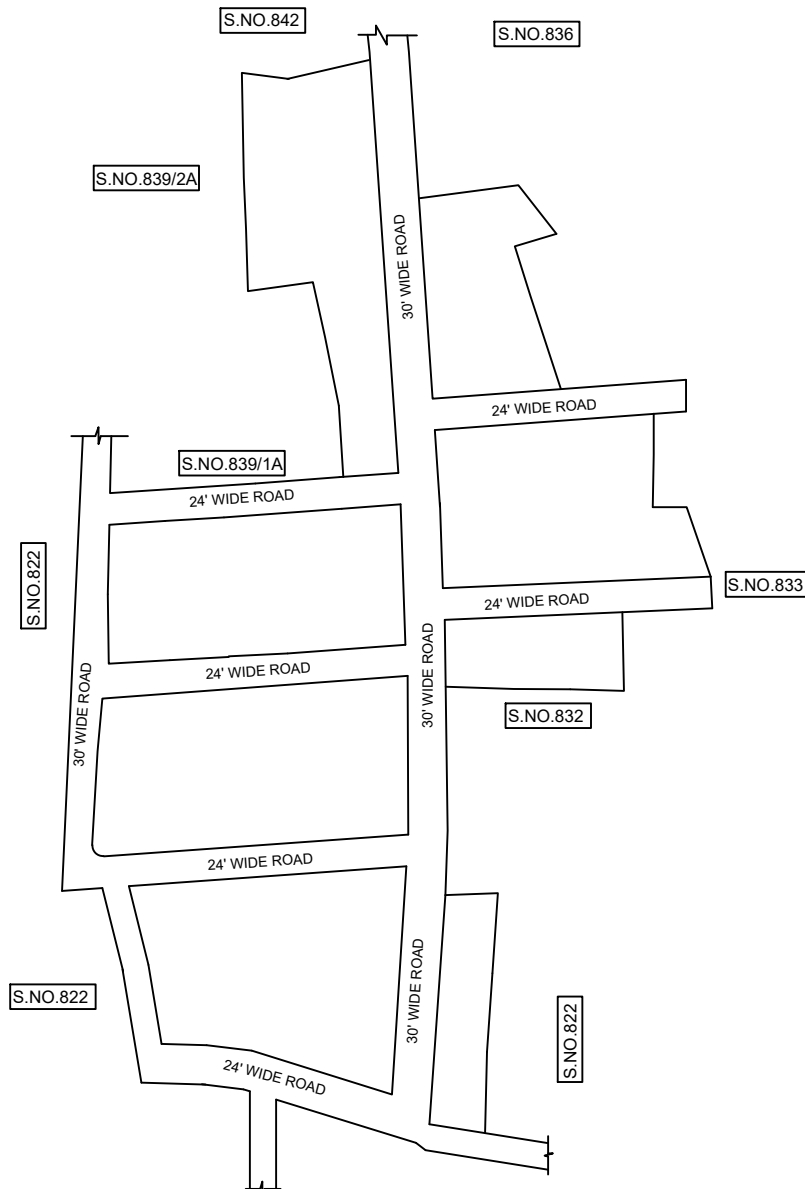 S.NO.842
S.NO.836
S.NO.839/2A
30' WIDE ROAD
24' WIDE ROAD
S.NO.839/1A
24' WIDE ROAD
S.NO.822
S.NO.833
24' WIDE ROAD
24' WIDE ROAD
30' WIDE ROAD
30' WIDE ROAD
S.NO.832
24' WIDE ROAD
30' WIDE ROAD
S.NO.822
S.NO.822
24' WIDE ROAD